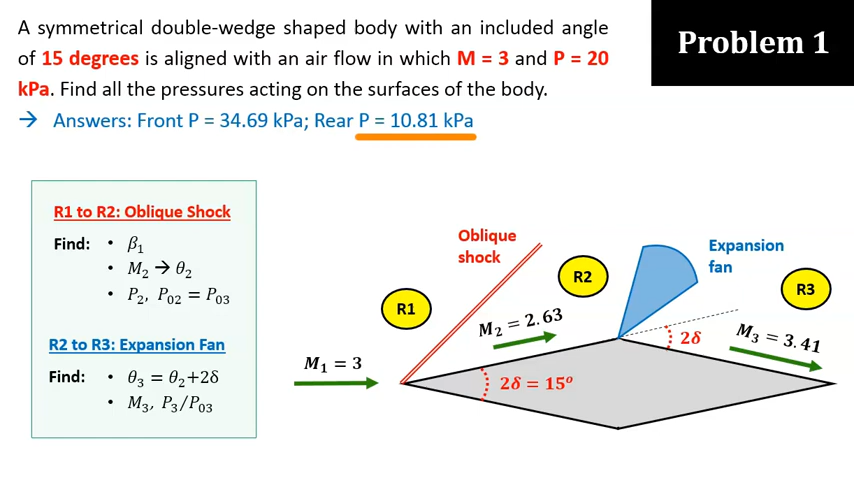 A symmetrical double-wedge shaped body with an included angle
of 15 degrees is aligned with an air flow in which M = 3 and P = 20
kPa. Find all the pressures acting on the surfaces of the body.
→ Answers: Front P = 34.69 kPa; Rear P = 10.81 kPa
Problem 1
R1 to R2: Oblique Shock
Find: • β₁
• M₂ → θ₂
• P₂, P₀₂ = P₀₃
R2 to R3: Expansion Fan
Find: • θ₃ = θ₂+2δ
• M₃, P₃/P₀₃
Oblique
shock
Expansion
fan
R1
R2
R3
M₁ = 3
M₂ = 2.63
M₃ = 3.41
2δ
2δ = 15°